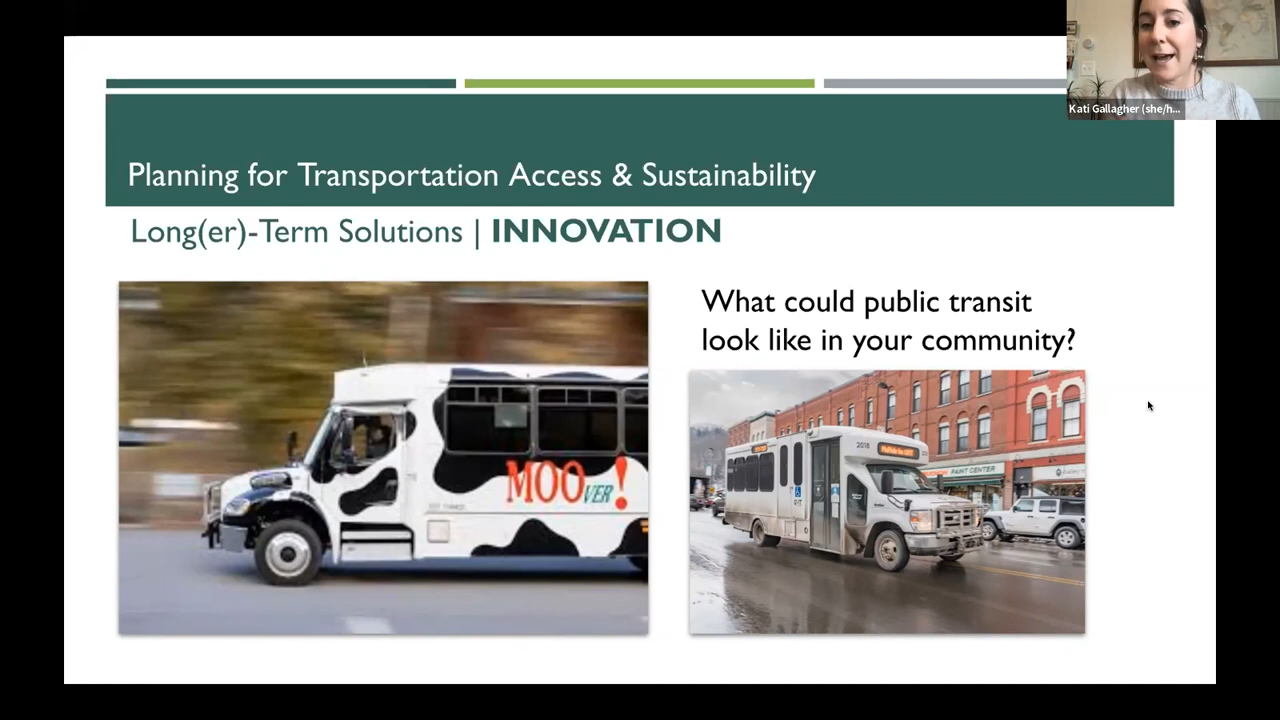 Kati Gallagher (she/h...
Planning for Transportation Access & Sustainability
Long(er)-Term Solutions | INNOVATION
What could public transit
look like in your community?
MOOVER!
2018
PAINT CENTER